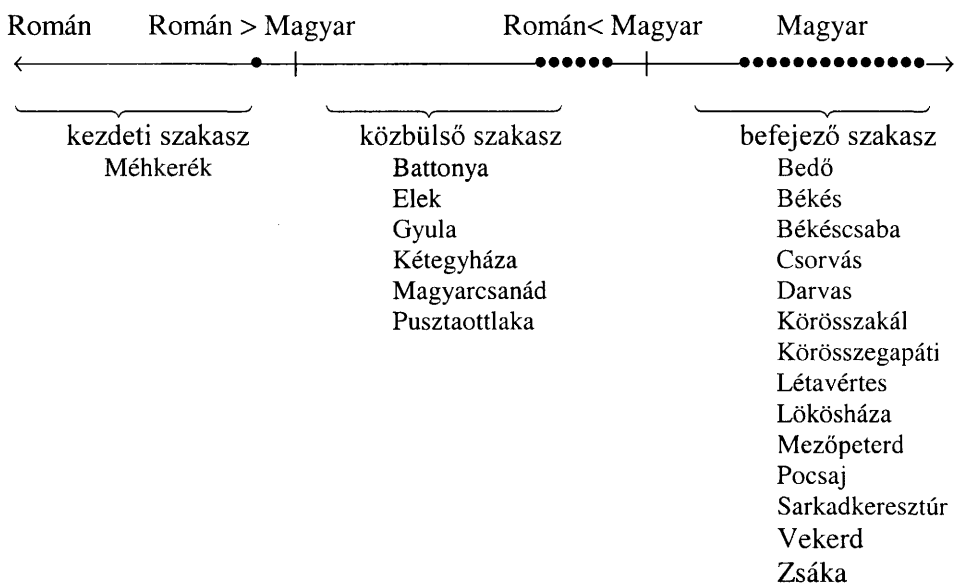 Román Román > Magyar Román< Magyar Magyar
kezdeti szakasz közbülső szakasz befejező szakasz
Méhkerék Battonya Bedő
Elek Békés
Gyula Békéscsaba
Kétegyháza Csorvás
Magyarcsanád Darvas
Pusztaottlaka Körösszakál
Körösszegapáti
Létavértes
Lökösháza
Mezőpeterd
Pocsaj
Sarkadkeresztúr
Vekerd
Zsáka